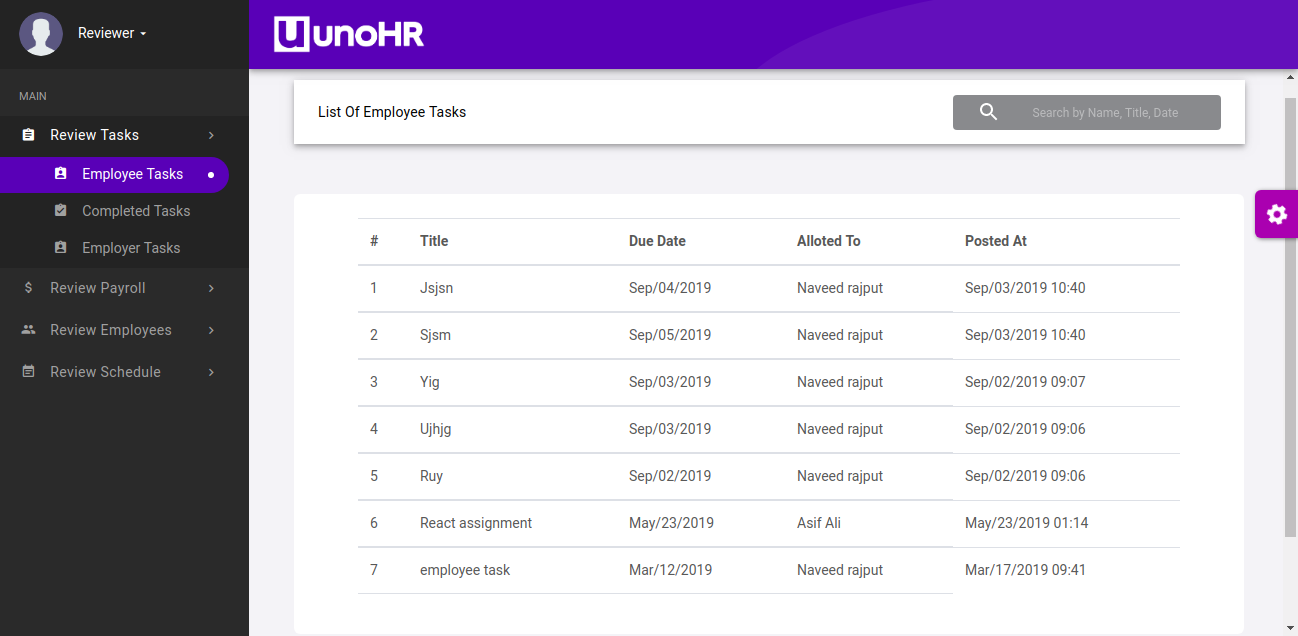 Reviewer
unoHR
MAIN
Review Tasks
Employee Tasks
Completed Tasks
Employer Tasks
Review Payroll
Review Employees
Review Schedule
List Of Employee Tasks
Search by Name, Title, Date
# Title Due Date Alloted To Posted At
1 Jsjsn Sep/04/2019 Naveed rajput Sep/03/2019 10:40
2 Sjsm Sep/05/2019 Naveed rajput Sep/03/2019 10:40
3 Yig Sep/03/2019 Naveed rajput Sep/02/2019 09:07
4 Ujhjg Sep/03/2019 Naveed rajput Sep/02/2019 09:06
5 Ruy Sep/02/2019 Naveed rajput Sep/02/2019 09:06
6 React assignment May/23/2019 Asif Ali May/23/2019 01:14
7 employee task Mar/12/2019 Naveed rajput Mar/17/2019 09:41